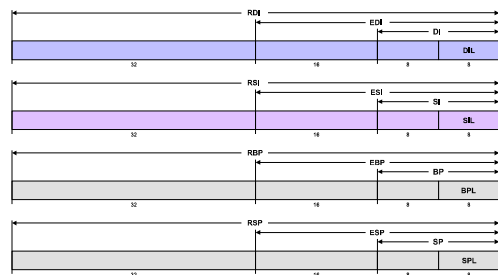 RDI
EDI
DI
DIL
32 16 8 8
RSI
ESI
SI
SIL
32 16 8 8
RBP
EBP
BP
BPL
32 16 8 8
RSP
ESP
SP
SPL
32 16 8 8